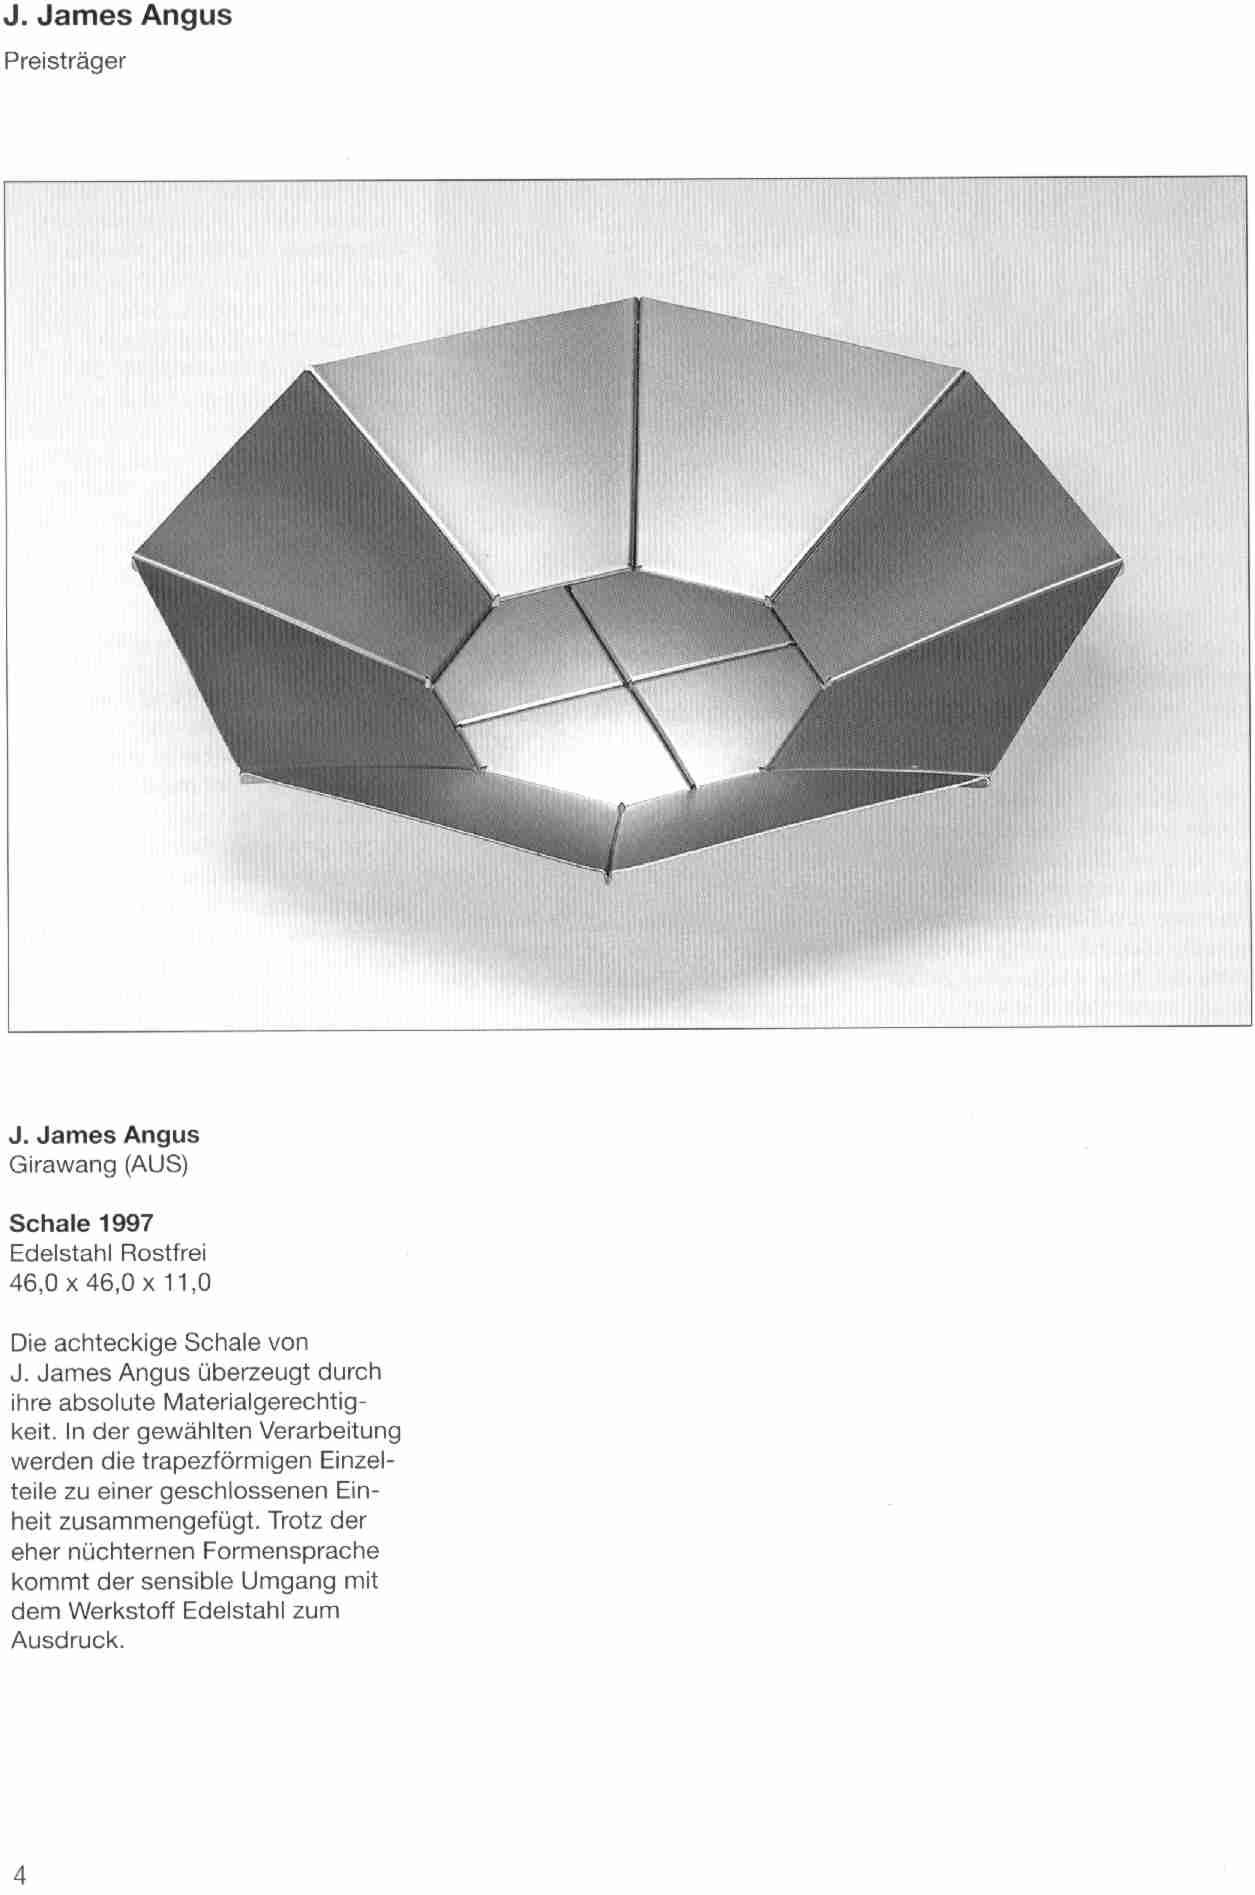 J. James Angus
Preisträger
J. James Angus
Girawang (AUS)
Schale 1997
Edelstahl Rostfrei
46,0 x 46,0 x 11,0
Die achteckige Schale von
J. James Angus überzeugt durch
ihre absolute Materialgerechtig-
keit. In der gewählten Verarbeitung
werden die trapezförmigen Einzel-
teile zu einer geschlossenen Ein-
heit zusammengefügt. Trotz der
eher nüchternen Formensprache
kommt der sensible Umgang mit
dem Werkstoff Edelstahl zum
Ausdruck.
4